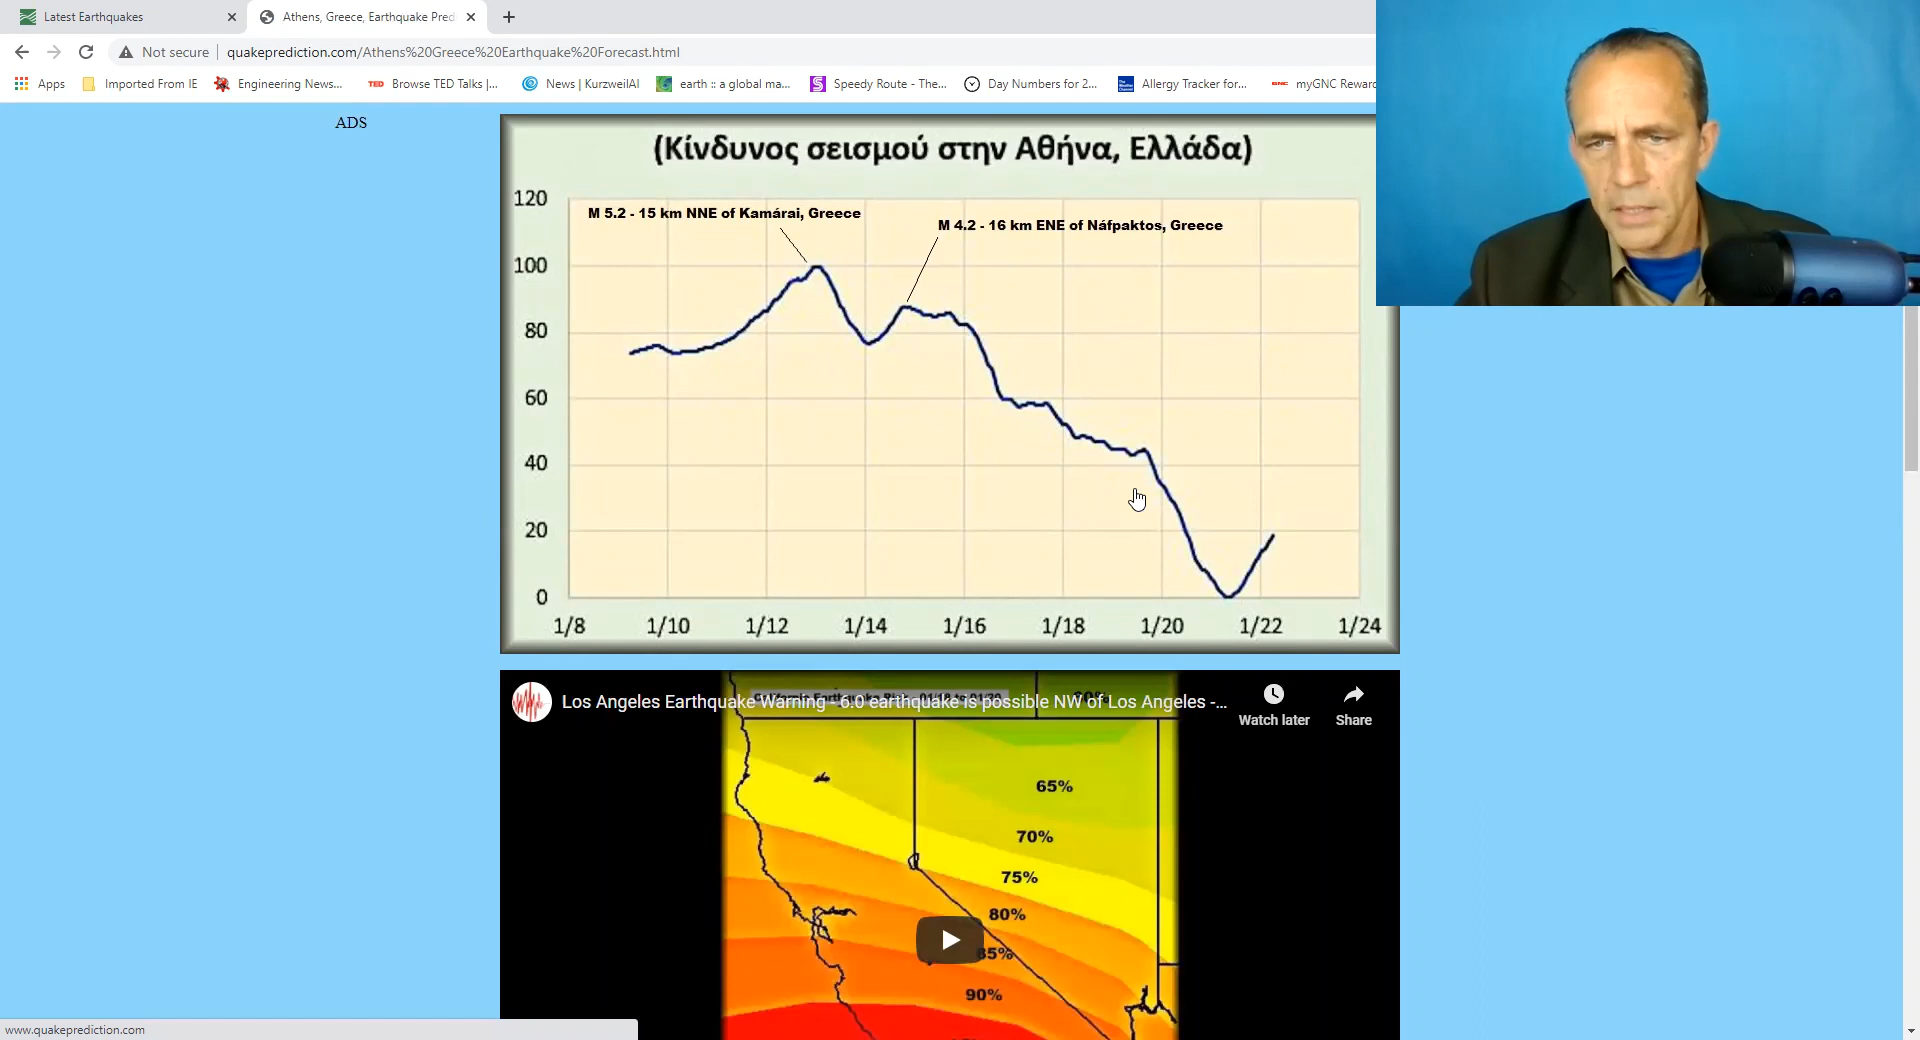 Latest Earthquakes
Athens, Greece, Earthquake Pred
Not secure
quakeprediction.com/Athens%20Greece%20Earthquake%20Forecast.html
Apps
Imported From IE
Engineering News...
TED
Browse TED Talks |...
News | KurzweilAI
earth :: a global ma...
Speedy Route - The...
Day Numbers for 2...
Allergy Tracker for...
GNC
myGNC Rewar
ADS
(Κίνδυνος σεισμού στην Αθήνα, Ελλάδα)
120
M 5.2 - 15 km NNE of Kamárai, Greece
M 4.2 - 16 km ENE of Náfpaktos, Greece
100
80
60
40
20
0
1/8 1/10 1/12 1/14 1/16 1/18 1/20 1/22 1/24
Los Angeles Earthquake Warning - 6.0 earthquake is possible NW of Los Angeles -...
Watch later
Share
65%
70%
75%
80%
85%
90%
www.quakeprediction.com